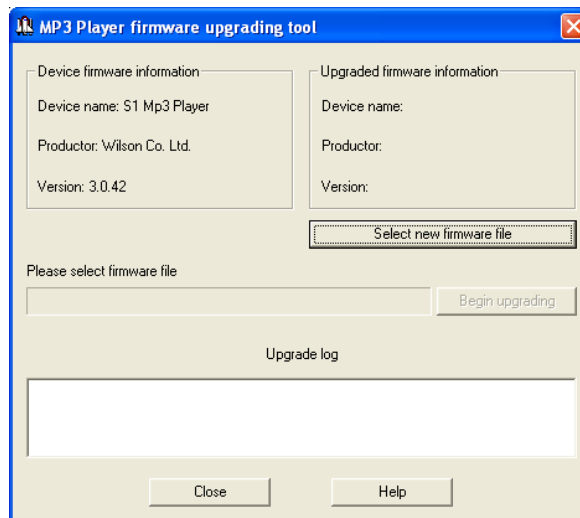 MP3 Player firmware upgrading tool
Device firmware information
Device name: S1 Mp3 Player
Productor: Wilson Co. Ltd.
Version: 3.0.42
Upgraded firmware information
Device name:
Productor:
Version:
Select new firmware file
Please select firmware file
Begin upgrading
Upgrade log
Close
Help